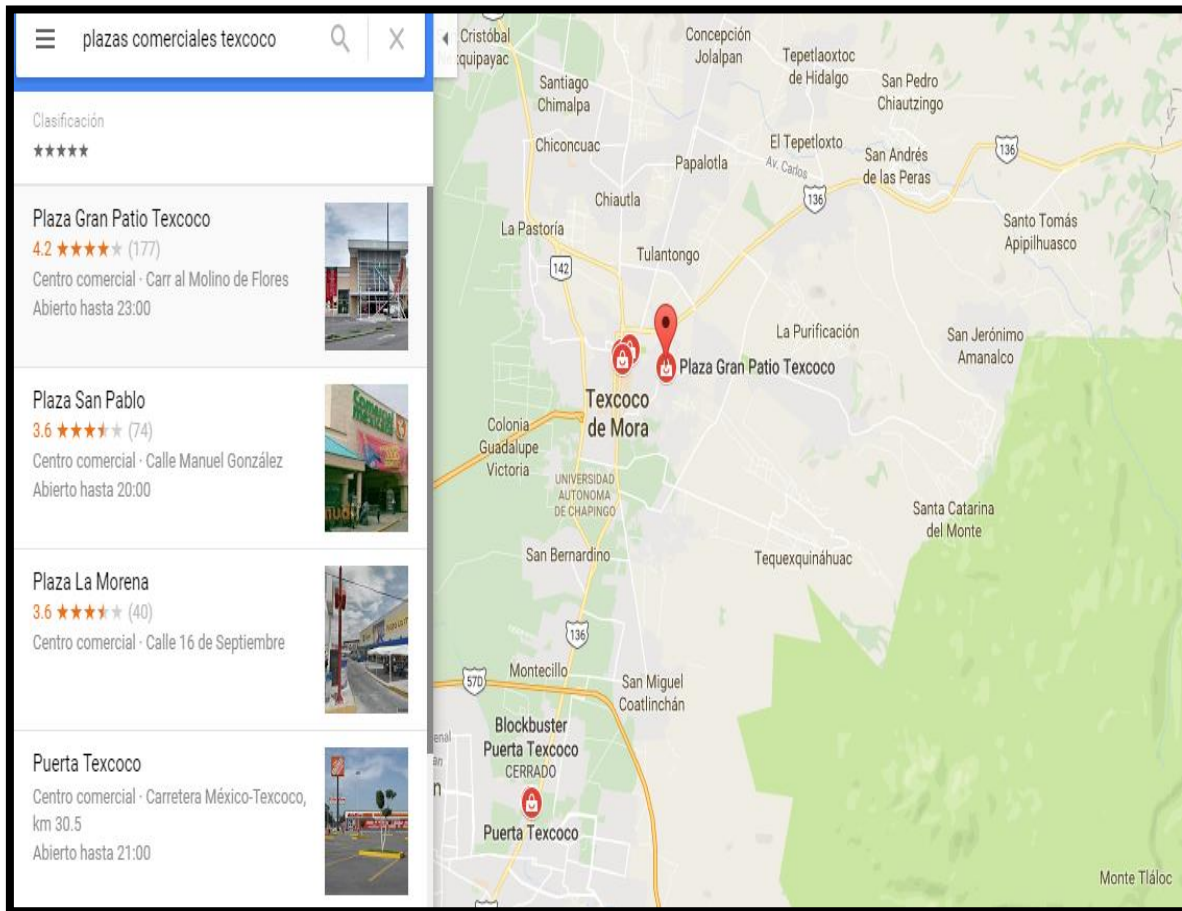 plazas comerciales texcoco
Clasificación
★★★★★
Plaza Gran Patio Texcoco
4.2 ★★★★★ (177)
Centro comercial · Carr al Molino de Flores
Abierto hasta 23:00
Plaza San Pablo
3.6 ★★★★★ (74)
Centro comercial · Calle Manuel González
Abierto hasta 20:00
Plaza La Morena
3.6 ★★★★★ (40)
Centro comercial · Calle 16 de Septiembre
Puerta Texcoco
Centro comercial · Carretera México-Texcoco,
km 30.5
Abierto hasta 21:00
Cristóbal
Concepción
Jolalpan
Tepetlaoxtoc
de Hidalgo
Santiago
Chimalpa
San Pedro
Chiautzingo
Chiconcuac
El Tepetloxto
136
Papalotla
Av. Carlos
San Andrés
de las Peras
136
Chiautla
La Pastoría
Santo Tomás
Apipilhuasco
Tulantongo
142
La Purificación
San Jerónimo
Amanalco
Plaza Gran Patio Texcoco
Texcoco
de Mora
Colonia
Guadalupe
Victoria
UNIVERSIDAD
AUTONOMA
DE CHAPINGO
Santa Catarina
del Monte
San Bernardino
Tequexquináhuac
136
Montecillo
57D
San Miguel
Coatlinchán
Blockbuster
Puerta Texcoco
CERRADO
Puerta Texcoco
Monte Tláloc